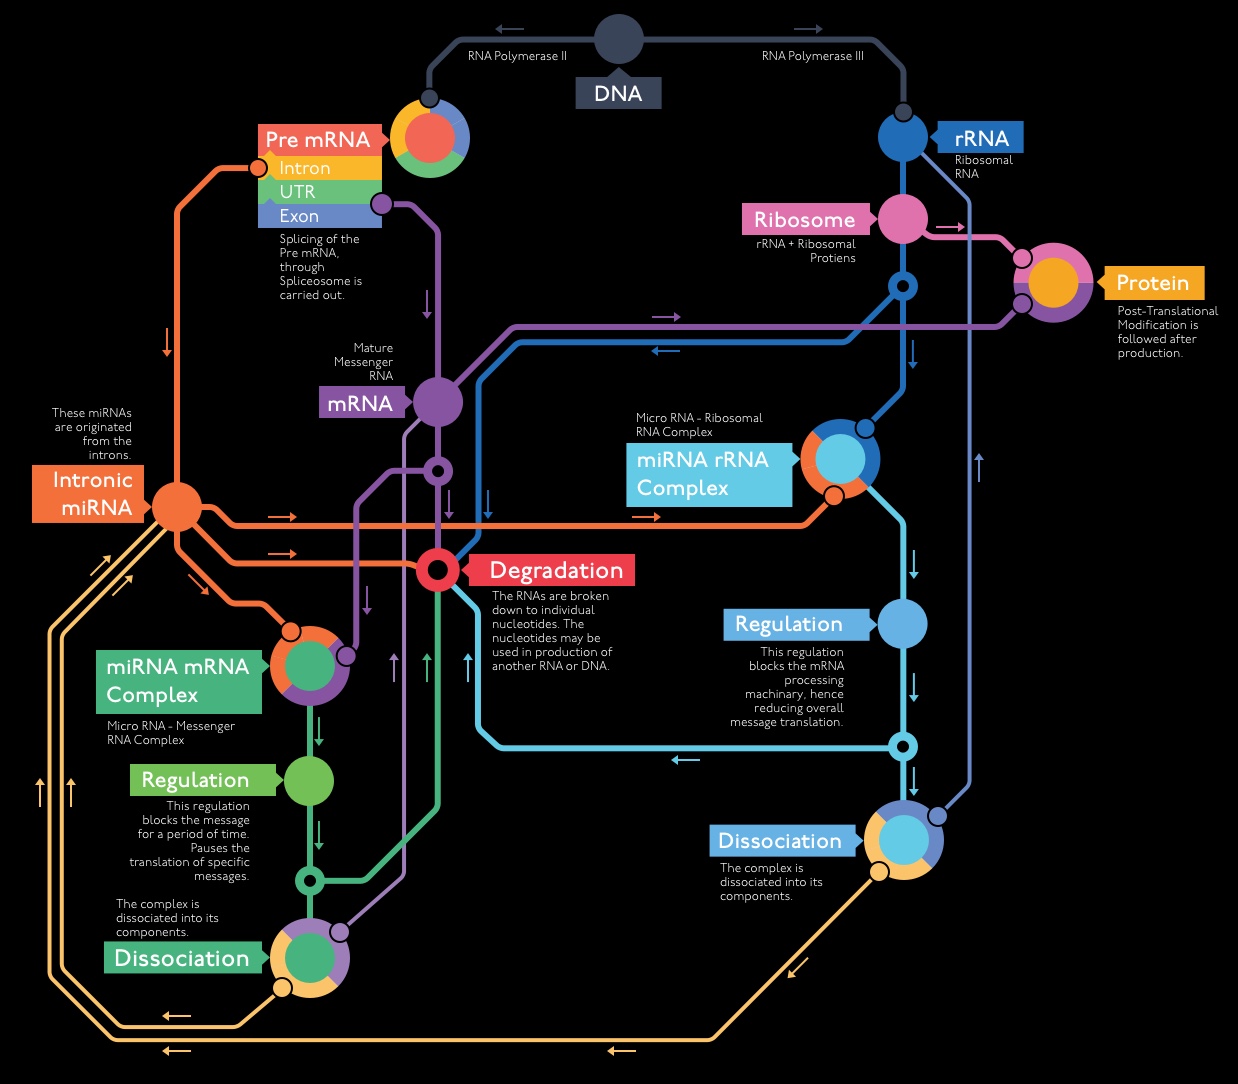 RNA Polymerase II
RNA Polymerase III
DNA
Pre mRNA
Intron
UTR
Exon
Splicing of the
Pre mRNA,
through
Spliceosome is
carried out.
rRNA
Ribosomal
RNA
Ribosome
rRNA + Ribosomal
Protiens
Protein
Post-Translational
Modification is
followed after
production.
Mature
Messenger
RNA
mRNA
These miRNAs
are originated
from the
introns.
Intronic
miRNA
Micro RNA - Ribosomal
RNA Complex
miRNA rRNA
Complex
Degradation
The RNAs are broken
down to individual
nucleotides. The
nucleotides may be
used in production of
another RNA or DNA.
Regulation
This regulation
blocks the mRNA
processing
machinary, hence
reducing overall
message translation.
miRNA mRNA
Complex
Micro RNA - Messenger
RNA Complex
Regulation
This regulation
blocks the message
for a period of time.
Pauses the
translation of specific
messages.
Dissociation
The complex is
dissociated into its
components.
The complex is
dissociated into its
components.
Dissociation